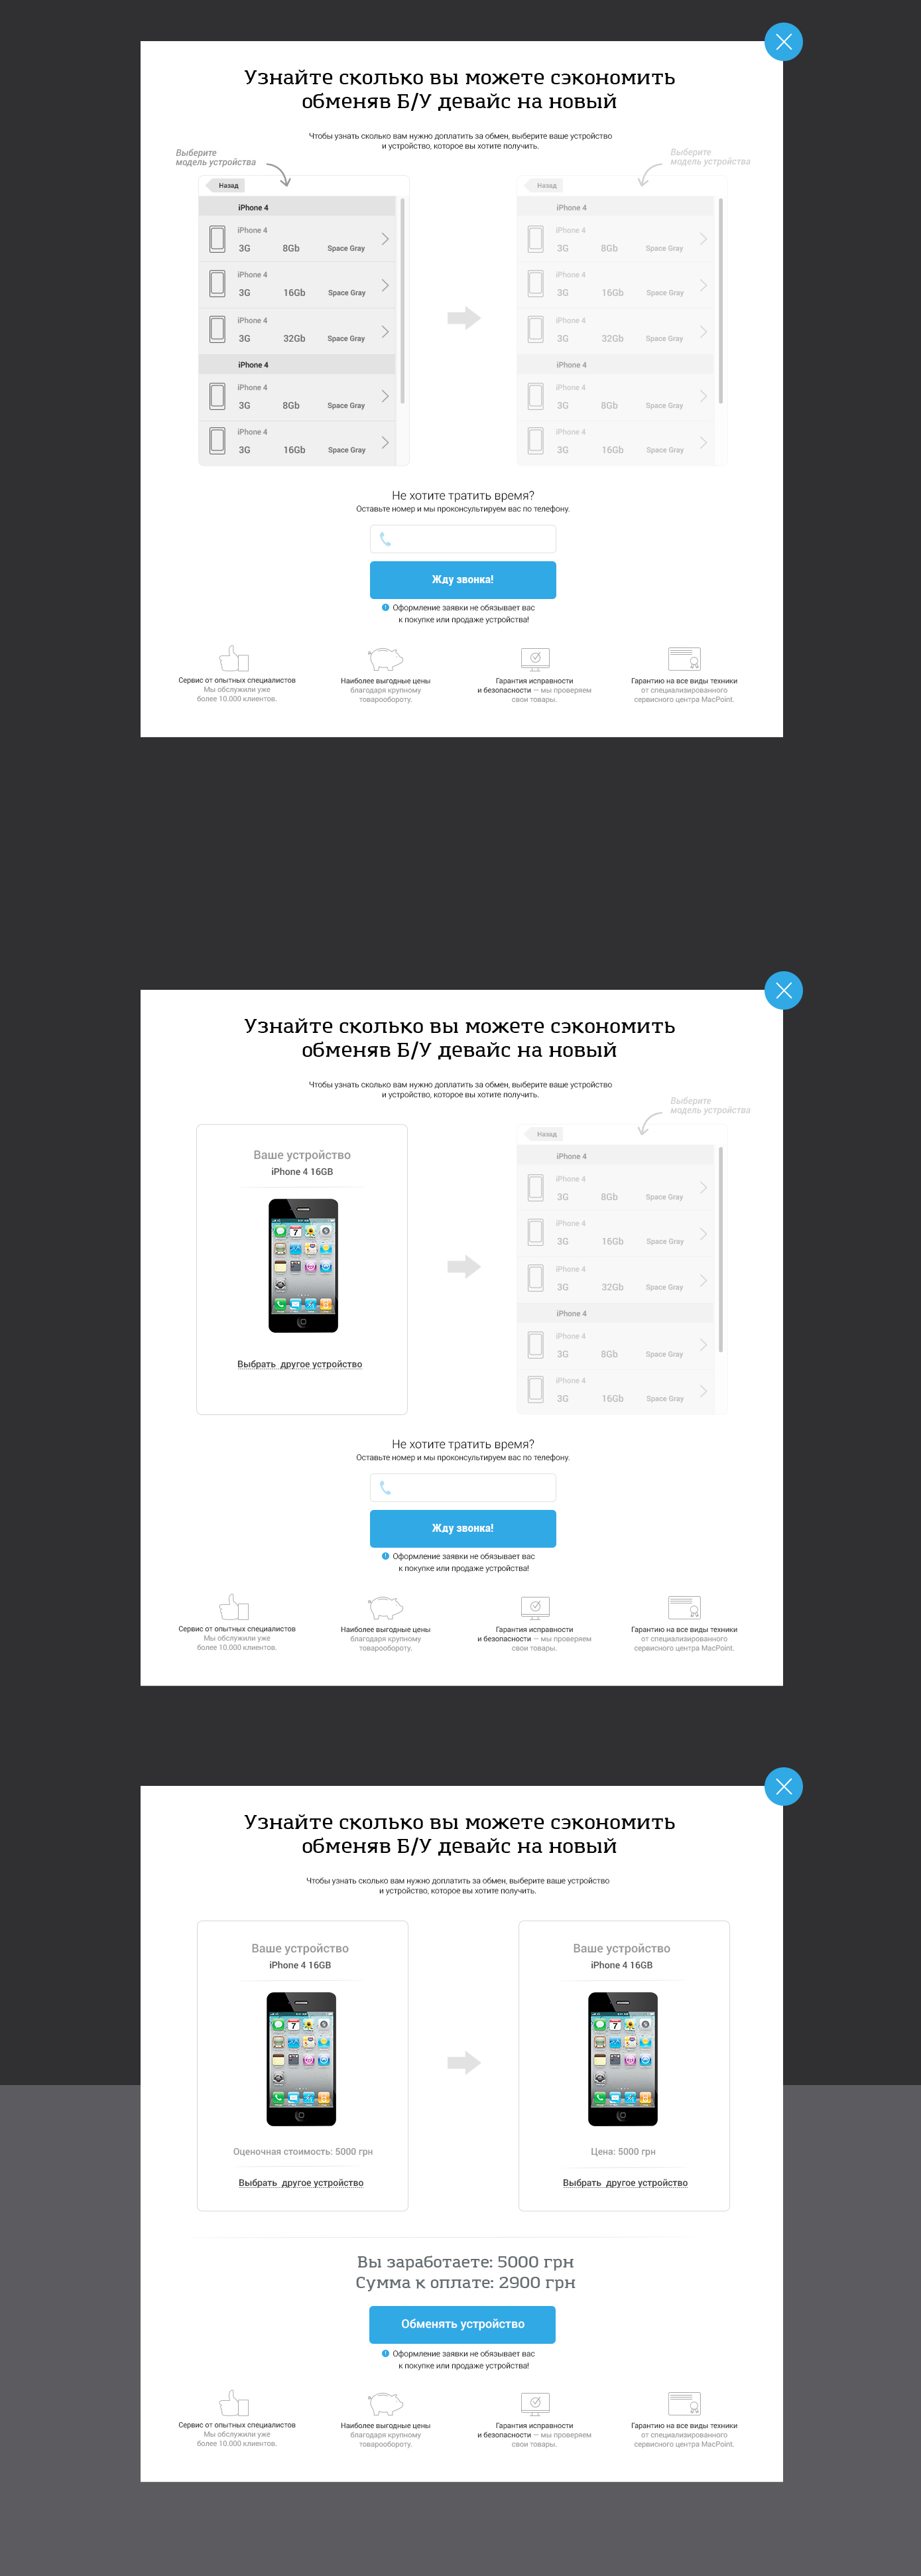 Узнайте сколько вы можете сэкономить
обменяв Б/У девайс на новый
Чтобы узнать сколько вам нужно доплатить за обмен, выберите ваше устройство
и устройство, которое вы хотите получить.
Выберите
модель устройства
Выберите
модель устройства
Назад
iPhone 4
iPhone 4
3G 8Gb Space Gray
iPhone 4
3G 16Gb Space Gray
iPhone 4
3G 32Gb Space Gray
iPhone 4
iPhone 4
3G 8Gb Space Gray
iPhone 4
3G 16Gb Space Gray
Назад
iPhone 4
iPhone 4
3G 8Gb Space Gray
iPhone 4
3G 16Gb Space Gray
iPhone 4
3G 32Gb Space Gray
iPhone 4
iPhone 4
3G 8Gb Space Gray
iPhone 4
3G 16Gb Space Gray
Не хотите тратить время?
Оставьте номер и мы проконсультируем вас по телефону.
Жду звонка!
Оформление заявки не обязывает вас
к покупке или продаже устройства!
Сервис от опытных специалистов
Мы обслужили уже
более 10.000 клиентов.
Наиболее выгодные цены
благодаря крупному
товарообороту.
Гарантия исправности
и безопасности — мы проверяем
свои товары.
Гарантию на все виды техники
от специализированного
сервисного центра MacPoint.
Узнайте сколько вы можете сэкономить
обменяв Б/У девайс на новый
Чтобы узнать сколько вам нужно доплатить за обмен, выберите ваше устройство
и устройство, которое вы хотите получить.
Выберите
модель устройства
Ваше устройство
iPhone 4 16GB
7
Выбрать другое устройство
Назад
iPhone 4
iPhone 4
3G 8Gb Space Gray
iPhone 4
3G 16Gb Space Gray
iPhone 4
3G 32Gb Space Gray
iPhone 4
iPhone 4
3G 8Gb Space Gray
iPhone 4
3G 16Gb Space Gray
Не хотите тратить время?
Оставьте номер и мы проконсультируем вас по телефону.
Жду звонка!
Оформление заявки не обязывает вас
к покупке или продаже устройства!
Сервис от опытных специалистов
Мы обслужили уже
более 10.000 клиентов.
Наиболее выгодные цены
благодаря крупному
товарообороту.
Гарантия исправности
и безопасности — мы проверяем
свои товары.
Гарантию на все виды техники
от специализированного
сервисного центра MacPoint.
Узнайте сколько вы можете сэкономить
обменяв Б/У девайс на новый
Чтобы узнать сколько вам нужно доплатить за обмен, выберите ваше устройство
и устройство, которое вы хотите получить.
Ваше устройство
iPhone 4 16GB
7
Оценочная стоимость: 5000 грн
Выбрать другое устройство
Ваше устройство
iPhone 4 16GB
7
Цена: 5000 грн
Выбрать другое устройство
Вы заработаете: 5000 грн
Сумма к оплате: 2900 грн
Обменять устройство
Оформление заявки не обязывает вас
к покупке или продаже устройства!
Сервис от опытных специалистов
Мы обслужили уже
более 10.000 клиентов.
Наиболее выгодные цены
благодаря крупному
товарообороту.
Гарантия исправности
и безопасности — мы проверяем
свои товары.
Гарантию на все виды техники
от специализированного
сервисного центра MacPoint.